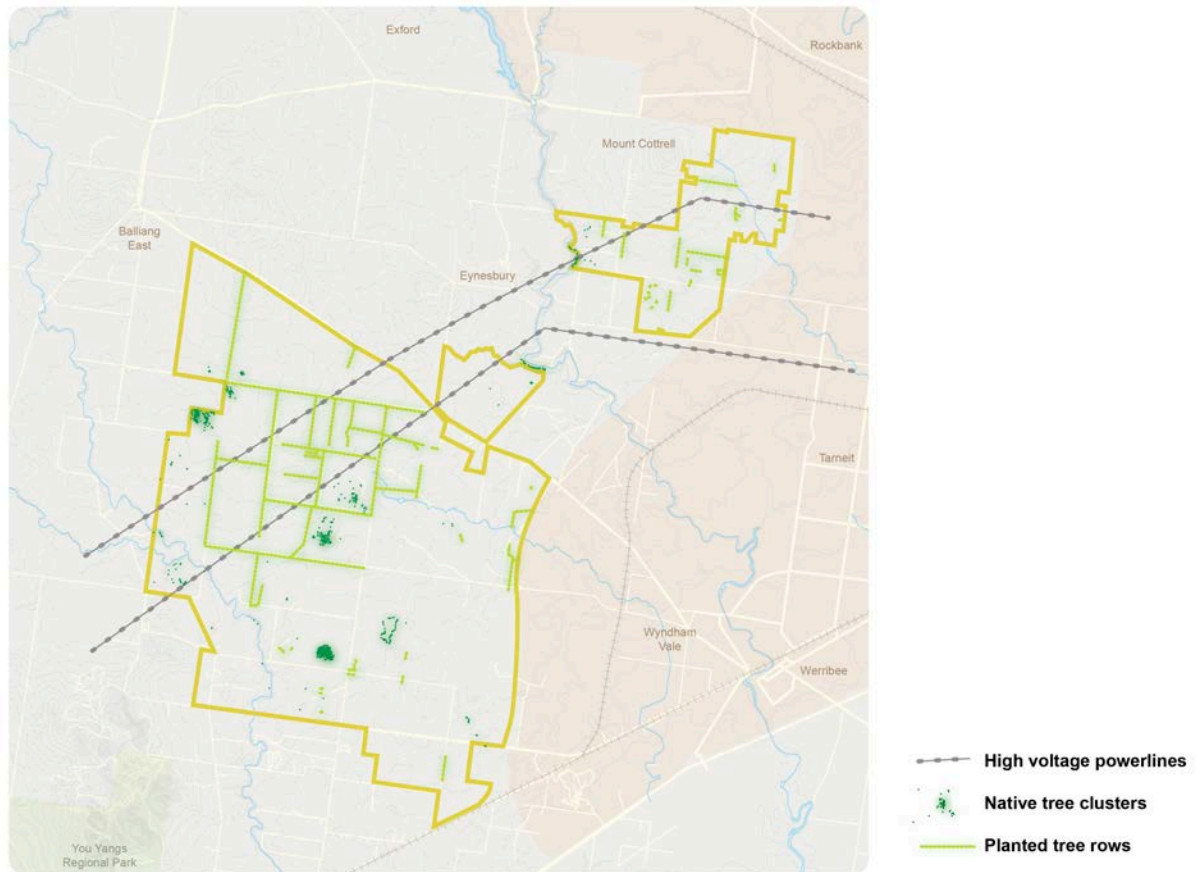 Exford
Rockbank
Mount Cottrell
Balliang
East
Eynesbury
Tarneit
Wyndham
Vale
Werribee
You Yangs
Regional Park
High voltage powerlines
Native tree clusters
Planted tree rows